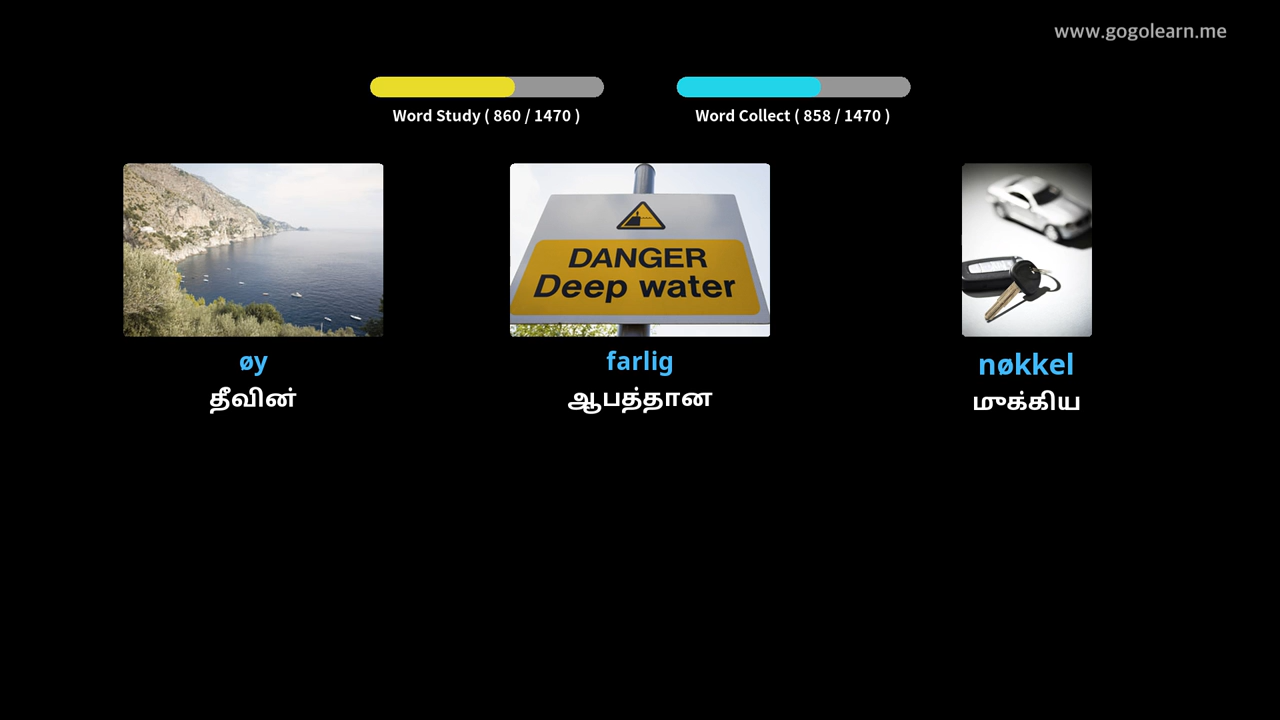 www.gogolearn.me
Word Study ( 860 / 1470 )
Word Collect ( 858 / 1470 )
DANGER
Deep water
øy
farlig
nøkkel
தீவின்
ஆபத்தான
முக்கிய